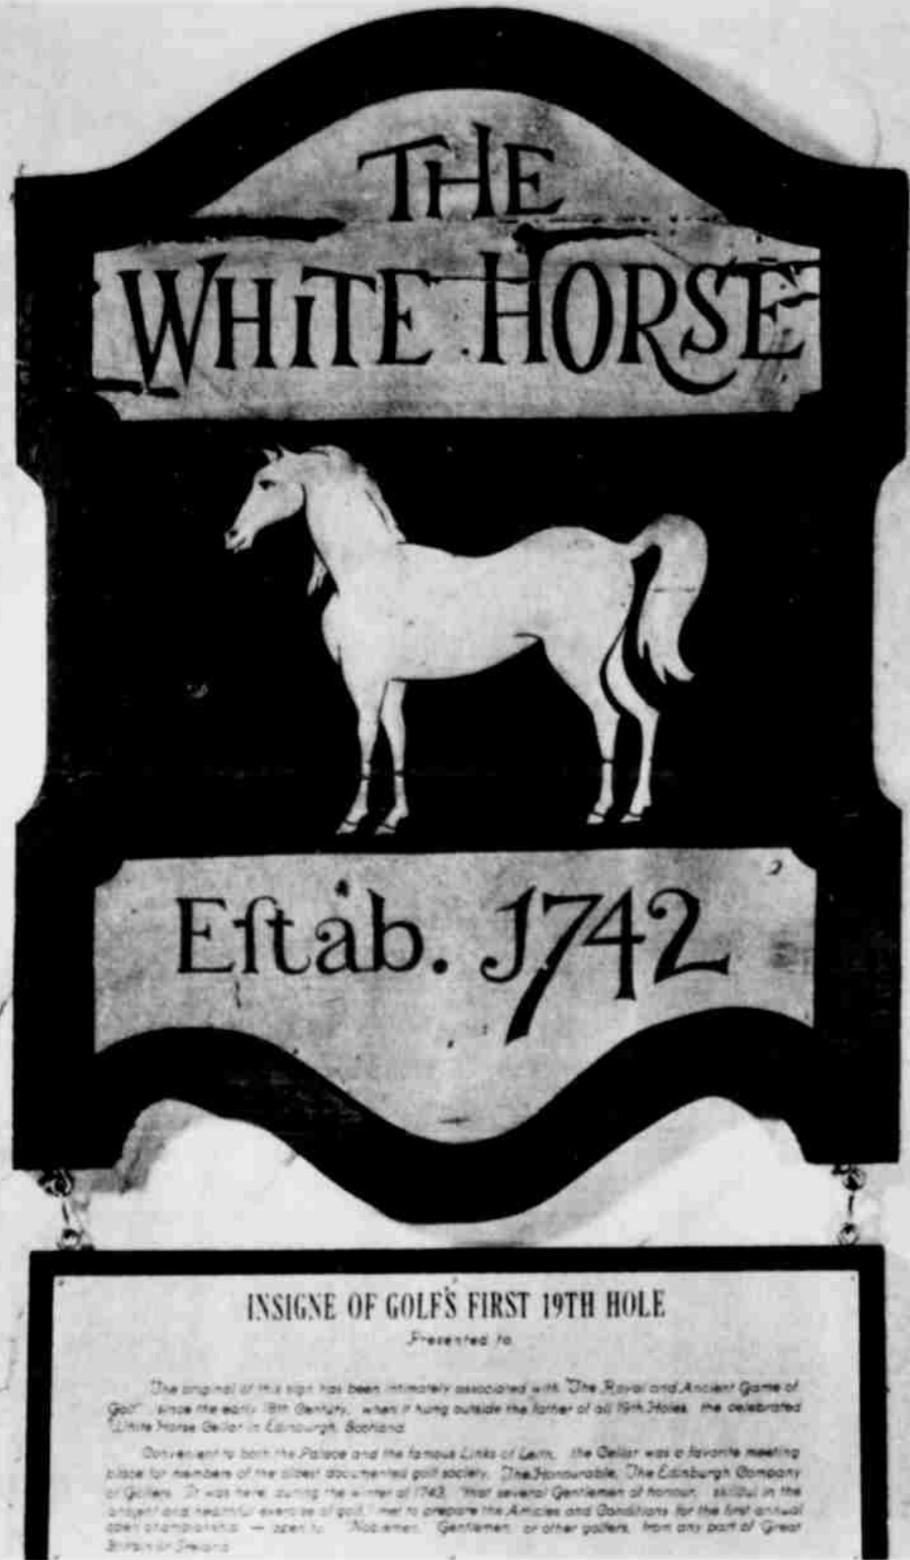 THE
WHITE HORSE
Eſtab. 1742
INSIGNE OF GOLF'S FIRST 19TH HOLE
Presented to
The original of this sign has been intimately associated with "The Royal and Ancient Game of
Golf" since the early 18th Century, when it hung outside the father of all 19th Holes, the celebrated
White Horse Cellar in Edinburgh, Scotland
Convenient to both the Palace and the famous Links of Leith, the Cellar was a favorite meeting
place for members of the oldest documented golf society, The Honourable, The Edinburgh Company
of Golfers. It was here, during the winter of 1743, "that several Gentlemen of honour, skillful in the
ancient and healthful exercise of golf," met to prepare the Articles and Conditions for the first annual
open championship — open to "Noblemen, Gentlemen, or other golfers, from any part of Great
Britain or Ireland